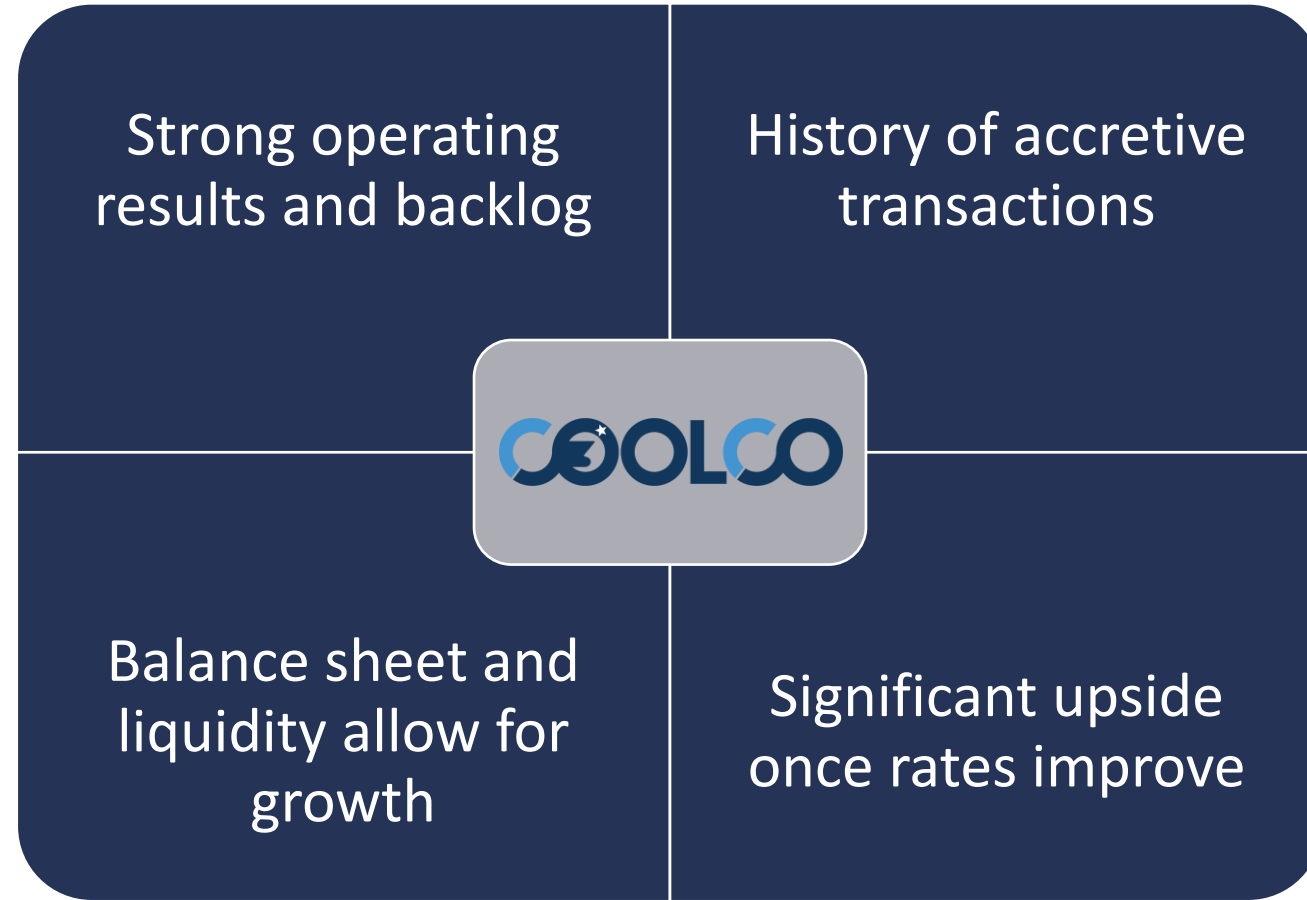 Strong operating
results and backlog
History of accretive
transactions
COOLCO
Balance sheet and
liquidity allow for
growth
Significant upside
once rates improve